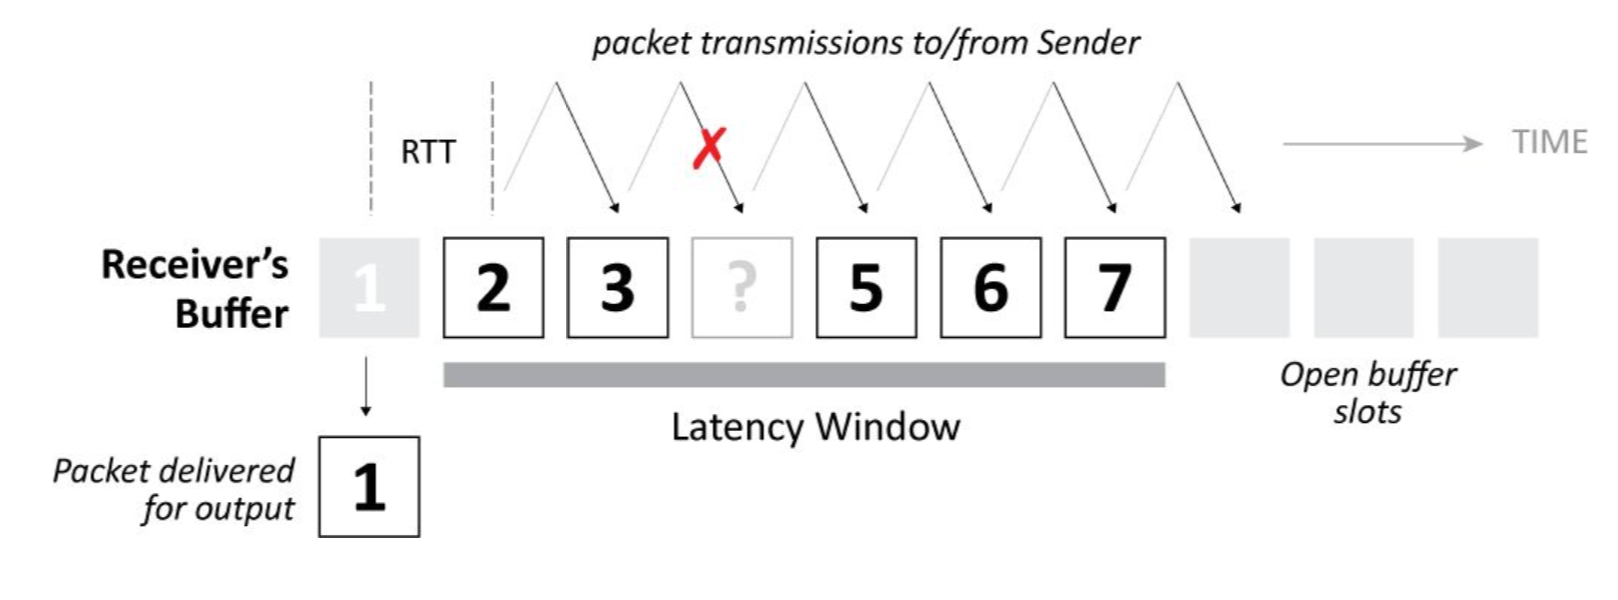 packet transmissions to/from Sender
RTT
✗
TIME
Receiver's
Buffer
1
2
3
?
5
6
7
Latency Window
Open buffer
slots
Packet delivered
for output
1